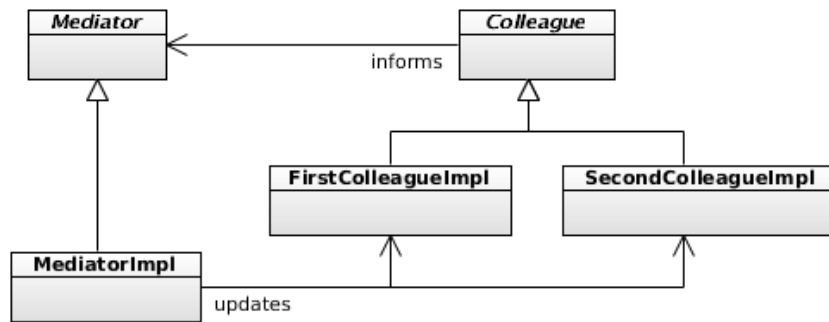 Mediator
Colleague
informs
FirstColleagueImpl
SecondColleagueImpl
MediatorImpl
updates